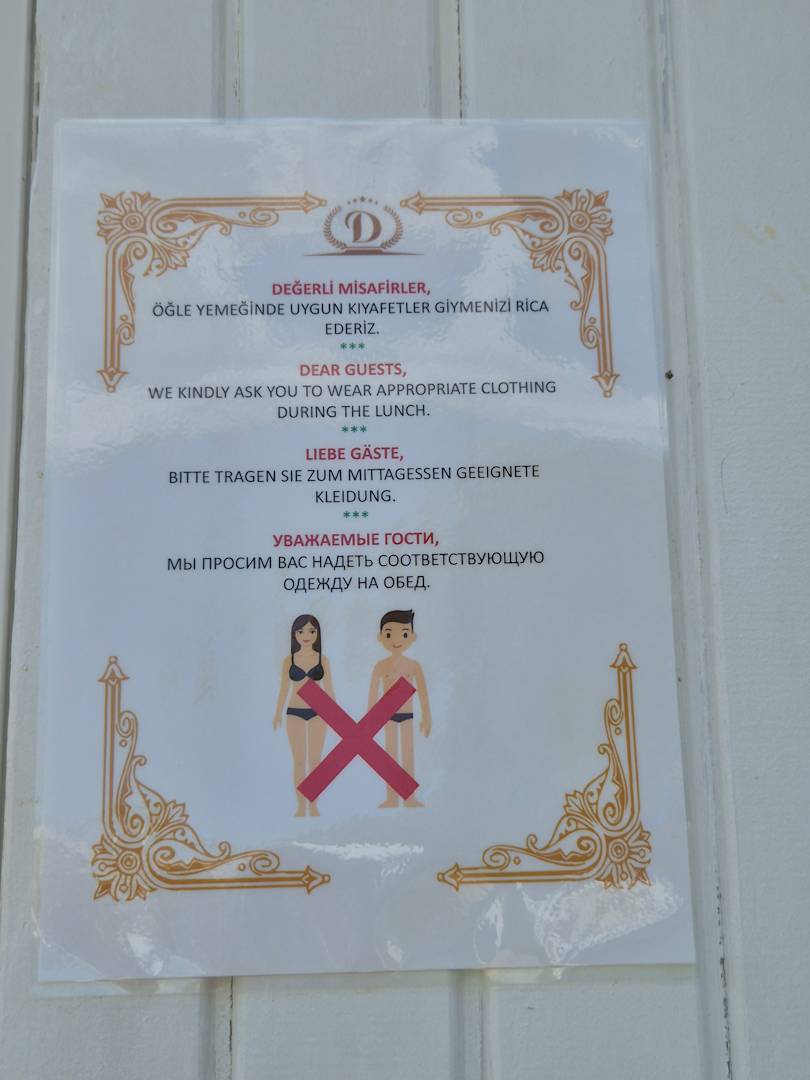 D
DEĞERLİ MİSAFİRLER,
ÖĞLE YEMEĞİNDE UYGUN KIYAFETLER GİYMENİZİ RİCA
EDERİZ.
***
DEAR GUESTS,
WE KINDLY ASK YOU TO WEAR APPROPRIATE CLOTHING
DURING THE LUNCH.
***
LIEBE GÄSTE,
BITTE TRAGEN SIE ZUM MITTAGESSEN GEEIGNETE
KLEIDUNG.
***
УВАЖАЕМЫЕ ГОСТИ,
МЫ ПРОСИМ ВАС НАДЕТЬ СООТВЕТСТВУЮЩУЮ
ОДЕЖДУ НА ОБЕД.